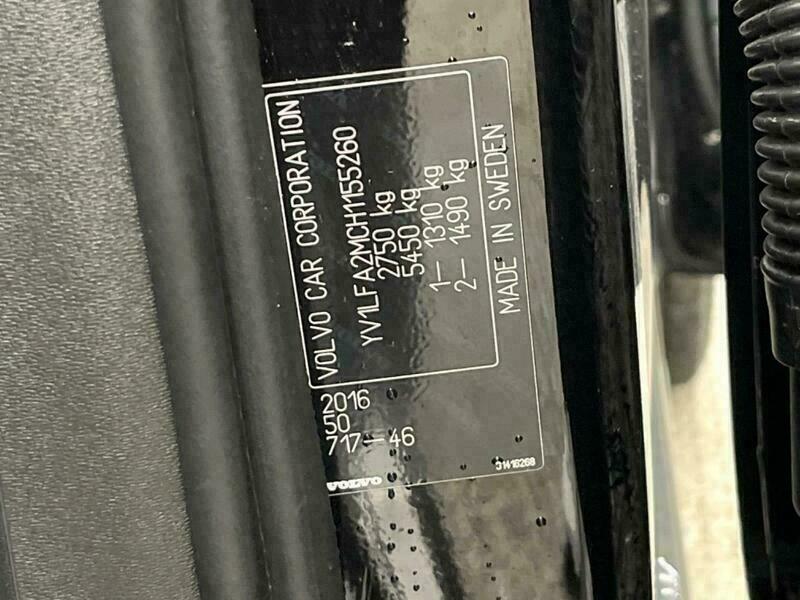 VOLVO CAR CORPORATION
YV1LFA2MCH1155260
2750 kg
5450 kg
1– 1310 kg
2– 1490 kg
MADE IN SWEDEN
2016
50
717–46
31416268
VOLVO